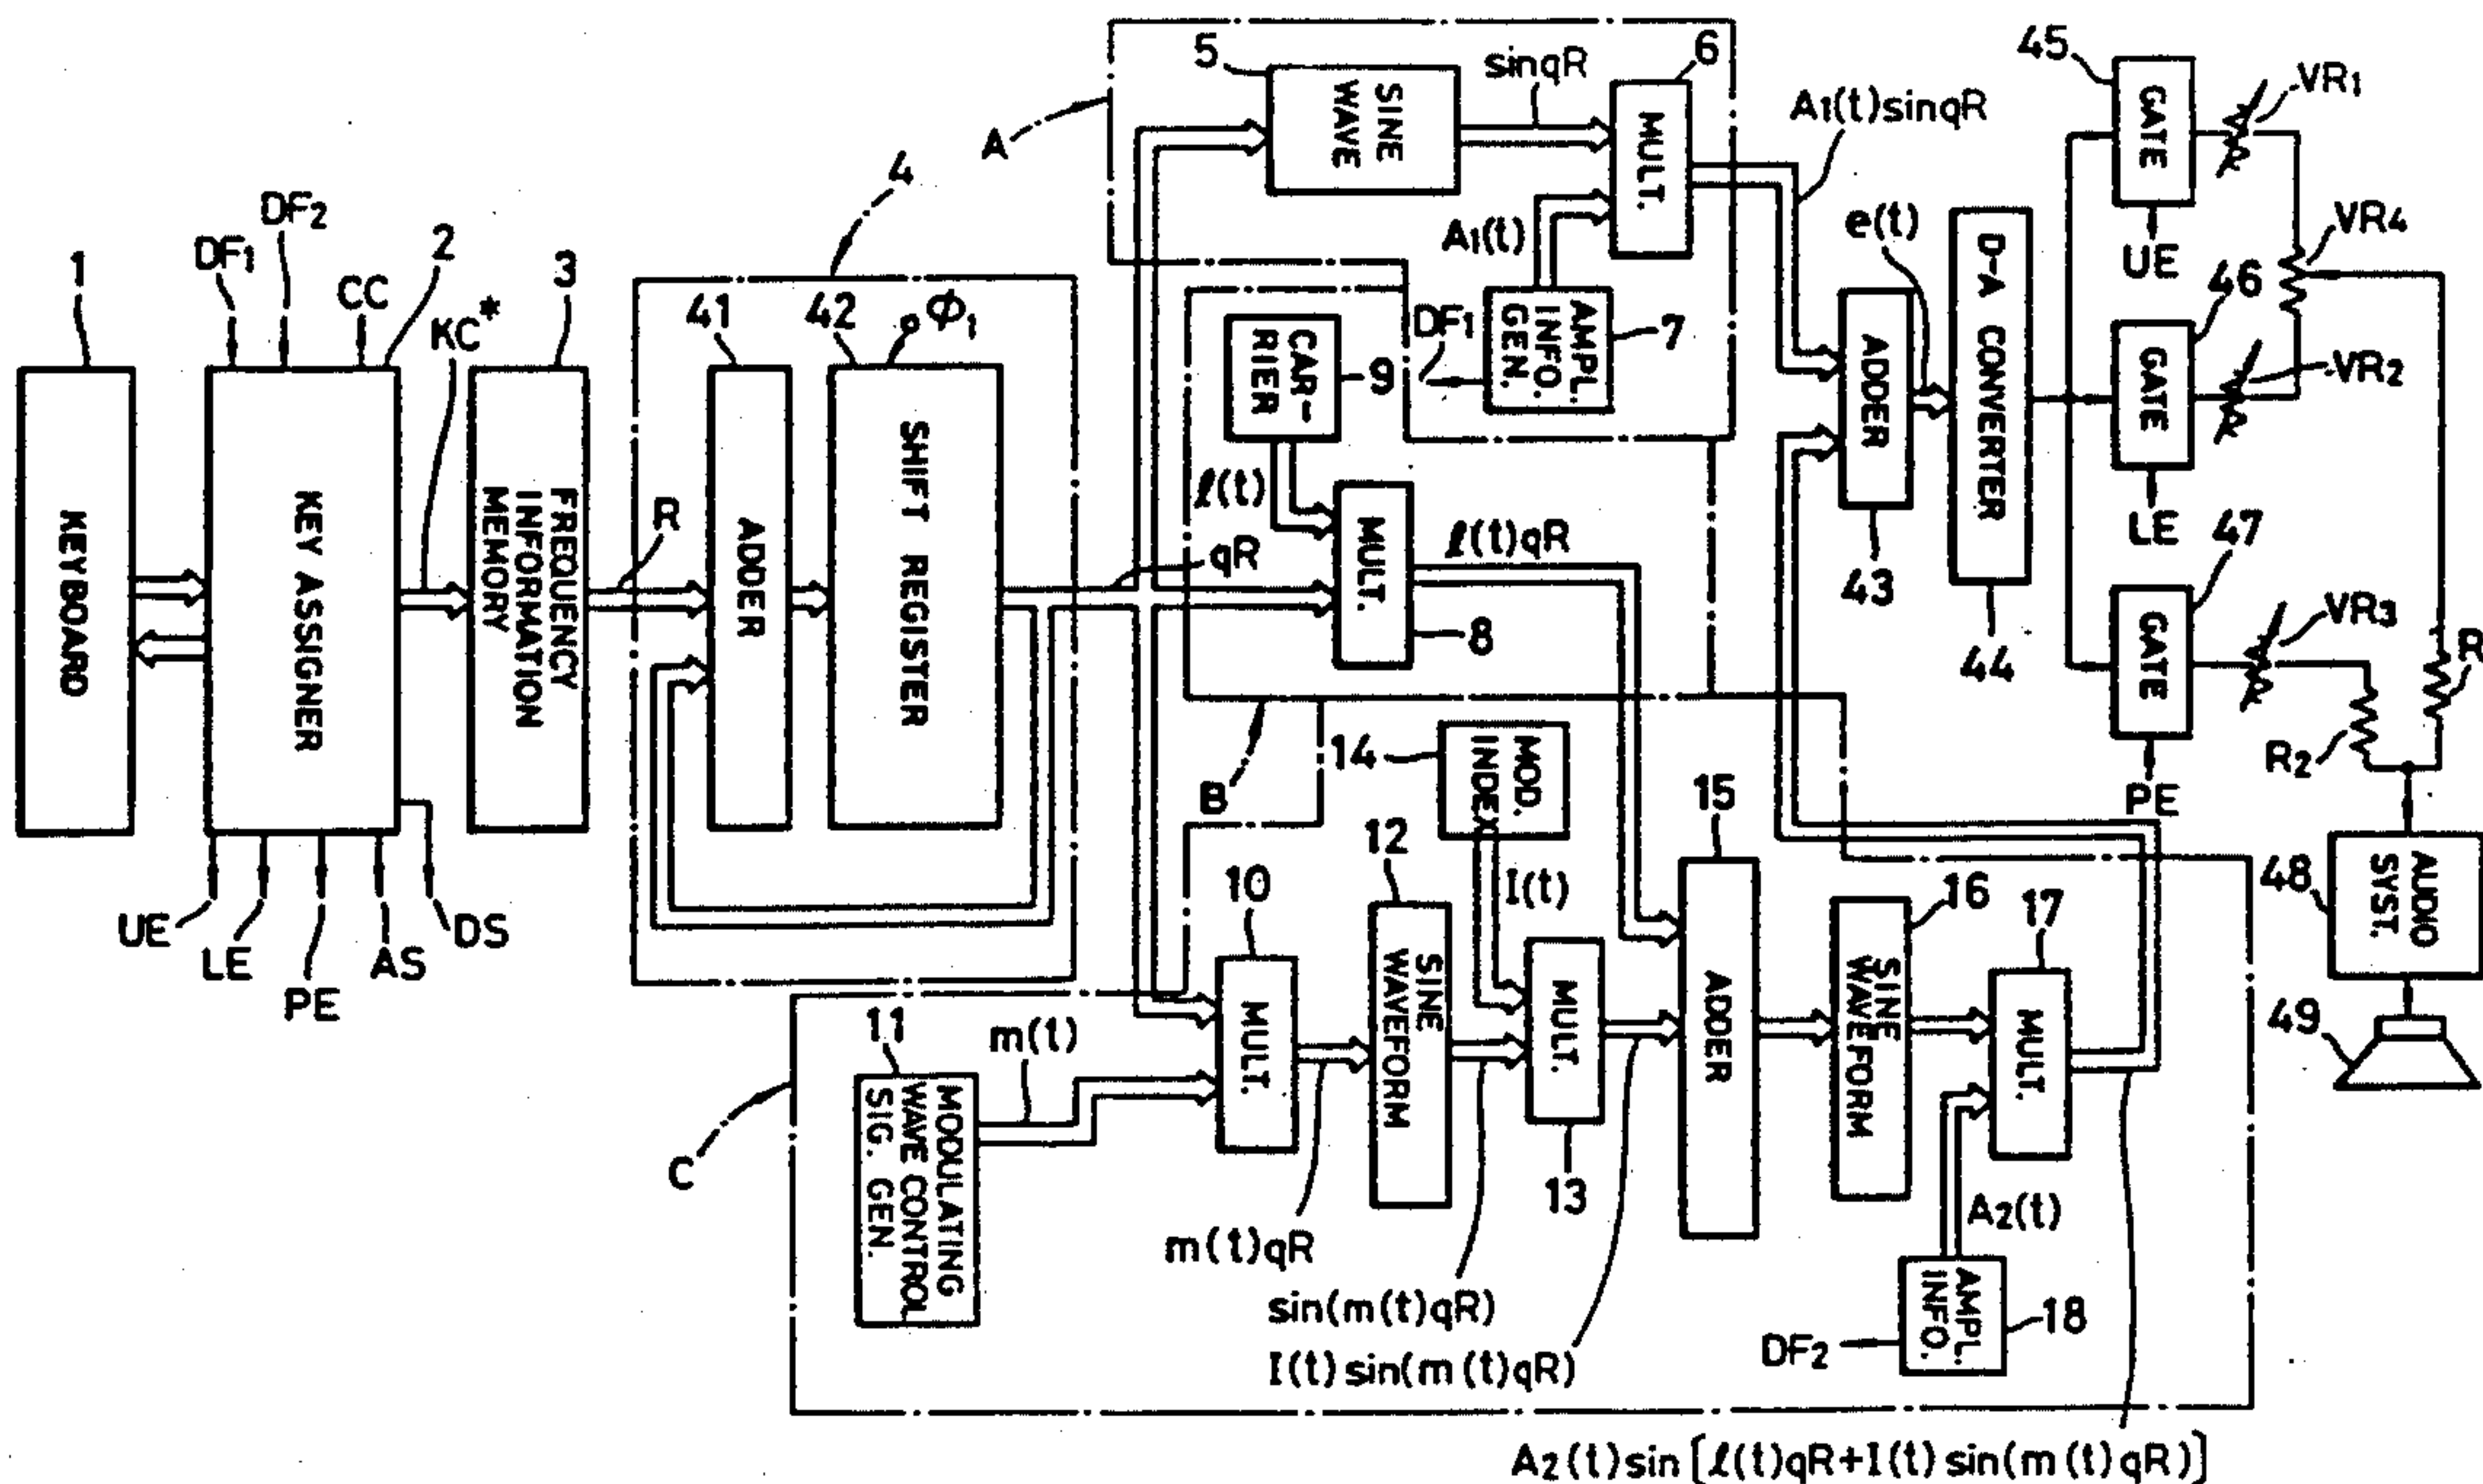 1
KEYBOARD
DF1
DF2
CC
2
KEY ASSIGNER
KC*
UE
LE
PE
AS
DS
3
FREQUENCY
INFORMATION
MEMORY
R
4
41
ADDER
42
ϕ1
SHIFT REGISTER
qR
A
5
SINE
WAVE
sinqR
6
MULT.
A1(t)
DF1
AMPL.
INFO.
GEN.
7
A1(t)sinqR
B
CAR-
RIER
9
ℓ(t)
MULT.
8
ℓ(t)qR
C
11
MODULATING
WAVE CONTROL
SIG. GEN.
m(t)
10
MULT.
m(t)qR
12
SINE
WAVEFORM
sin(m(t)qR)
14
MOD.
INDEX
I(t)
MULT.
13
I(t)sin(m(t)qR)
15
ADDER
16
SINE
WAVEFORM
17
MULT.
A2(t)
AMPL.
INFO.
18
DF2
A2(t)sin[ℓ(t)qR+I(t)sin(m(t)qR)]
ADDER
43
e(t)
D-A CONVERTER
44
45
GATE
UE
VR1
46
GATE
LE
VR2
VR4
47
GATE
PE
VR3
R2
R
48
AUDIO
SYST.
49